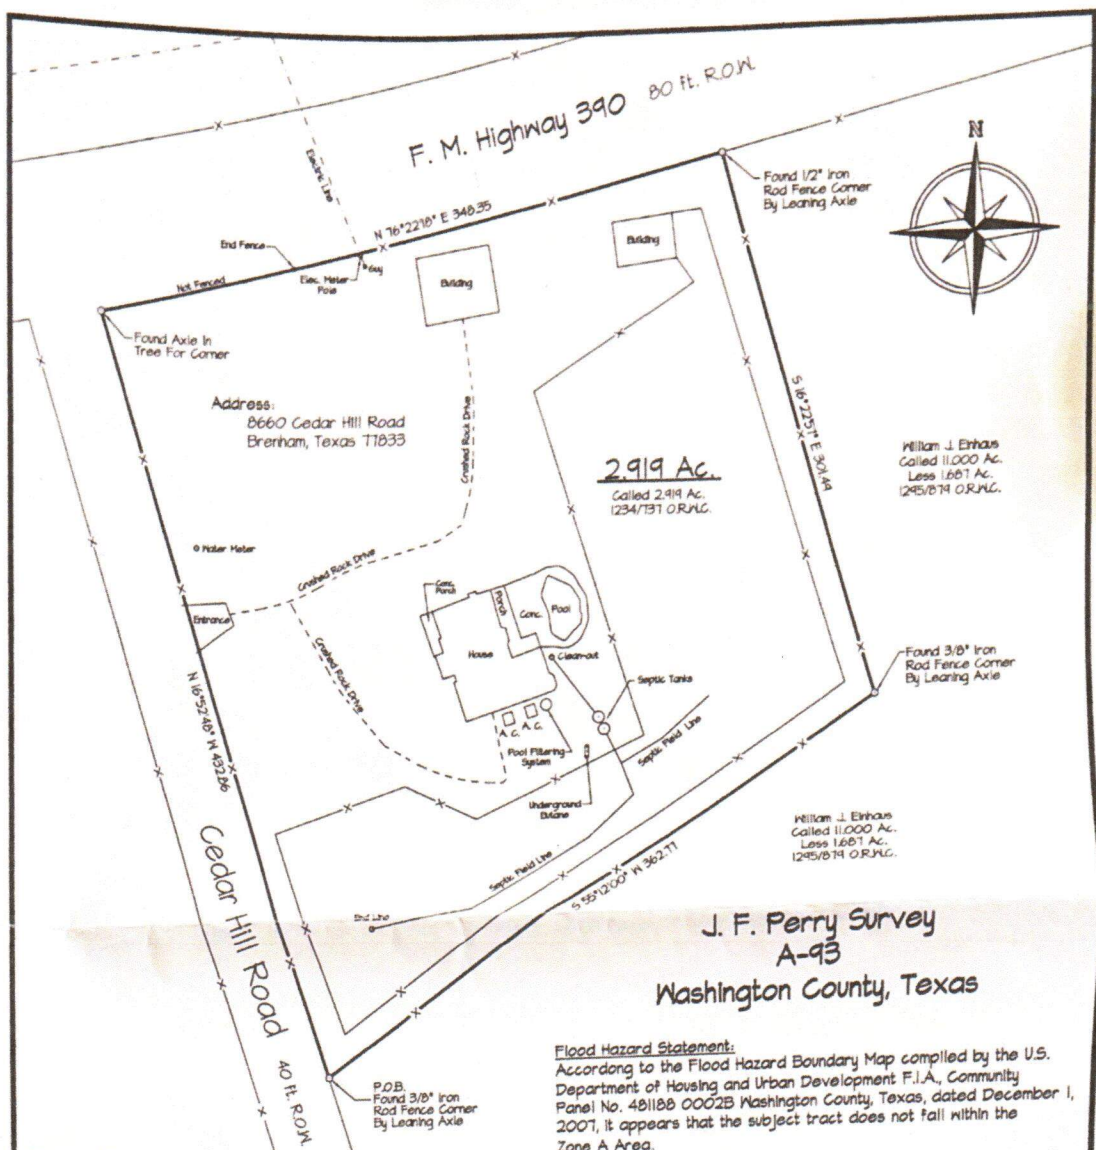 F. M. Highway 390 80 ft. R.O.W.
N
Electric Line
N 76°22'18" E 348.35
Found 1/2" Iron
Rod Fence Corner
By Leaning Axle
End Fence
Not Fenced
Elec. Meter
Pole
Guy
Building
Building
Found Axle In
Tree For Corner
Address:
8660 Cedar Hill Road
Brenham, Texas 77833
Crushed Rock Drive
S 16°22'57" E 301.49
2.919 Ac.
Called 2.919 Ac.
1234/737 O.R.W.C.
William J. Einhaus
Called 11.000 Ac.
Less 1.687 Ac.
1295/879 O.R.W.C.
Water Meter
Crushed Rock Drive
Conc.
Porch
Porch
Conc.
Pool
Entrance
House
Clean-out
Crushed Rock Drive
Found 3/8" Iron
Rod Fence Corner
By Leaning Axle
N 16°52'48" W 432.86
Septic Tanks
A.C.
A.C.
Pool Filtering
System
Septic Field Line
Underground
Butane
William J. Einhaus
Called 11.000 Ac.
Less 1.687 Ac.
1295/879 O.R.W.C.
Septic Field Line
S 55°12'00" W 362.77
End Line
Cedar Hill Road 40 ft. R.O.W.
J. F. Perry Survey
A-93
Washington County, Texas
P.O.B.
Found 3/8" Iron
Rod Fence Corner
By Leaning Axle
Flood Hazard Statement:
Accordong to the Flood Hazard Boundary Map compiled by the U.S.
Department of Housing and Urban Development F.I.A., Community
Panel No. 481188 0002B Washington County, Texas, dated December 1,
2007, it appears that the subject tract does not fall within the
Zone A Area.